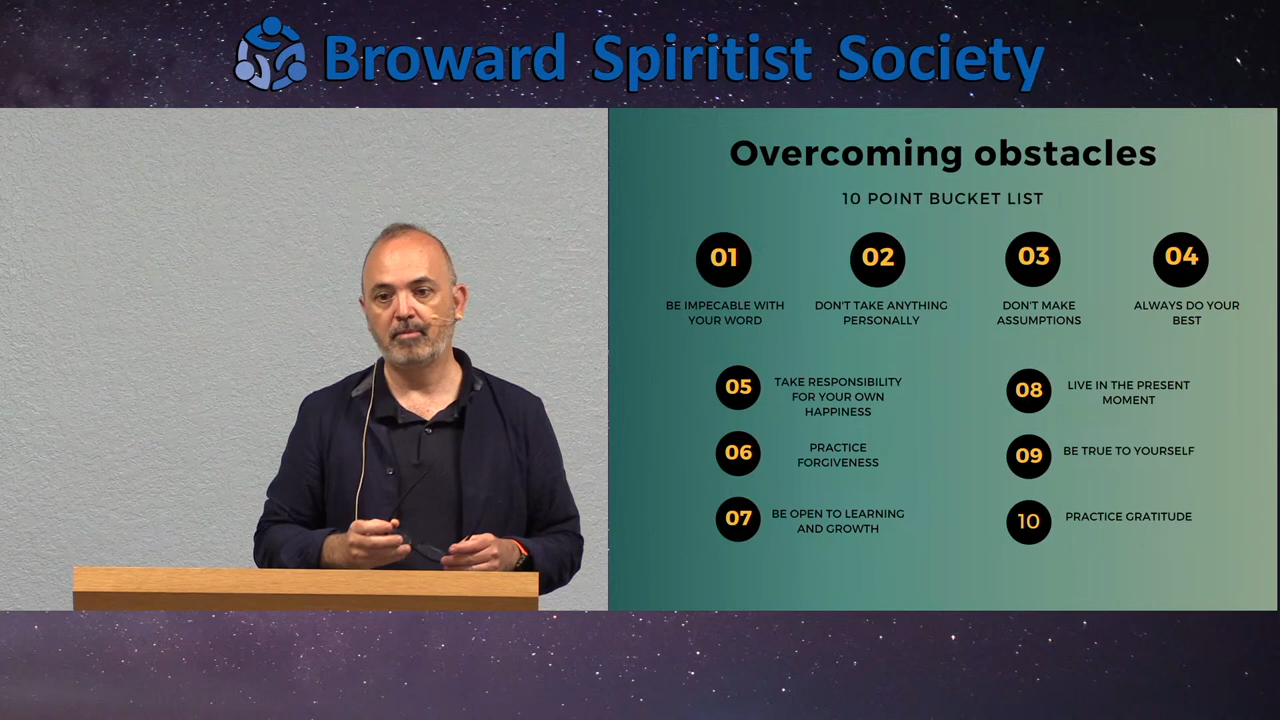 Broward Spiritist Society
Overcoming obstacles
10 POINT BUCKET LIST
01
BE IMPECABLE WITH
YOUR WORD
02
DON'T TAKE ANYTHING
PERSONALLY
03
DON'T MAKE
ASSUMPTIONS
04
ALWAYS DO YOUR
BEST
05
TAKE RESPONSIBILITY
FOR YOUR OWN
HAPPINESS
06
PRACTICE
FORGIVENESS
07
BE OPEN TO LEARNING
AND GROWTH
08
LIVE IN THE PRESENT
MOMENT
09
BE TRUE TO YOURSELF
10
PRACTICE GRATITUDE